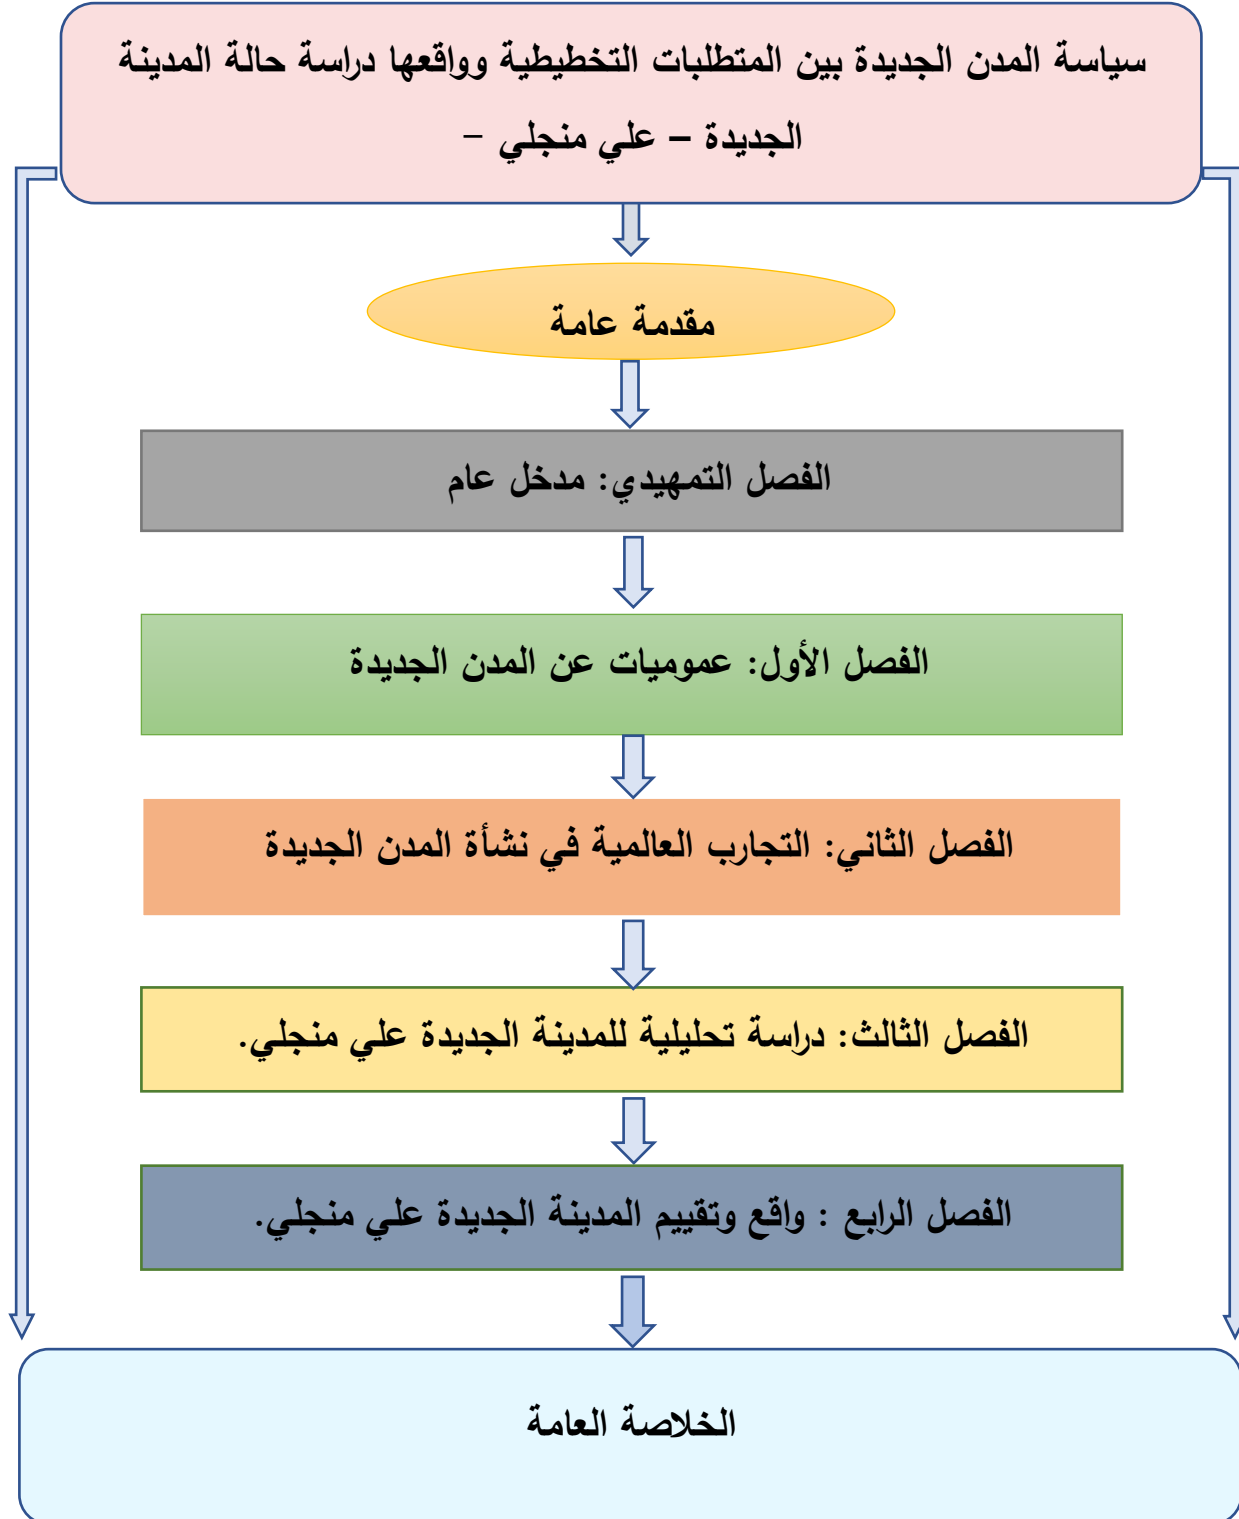 سياسة المدن الجديدة بين المتطلبات التخطيطية وواقعها دراسة حالة المدينة
الجديدة – علي منجلي –
مقدمة عامة
الفصل التمهيدي: مدخل عام
الفصل الأول: عموميات عن المدن الجديدة
الفصل الثاني: التجارب العالمية في نشأة المدن الجديدة
الفصل الثالث: دراسة تحليلية للمدينة الجديدة علي منجلي.
الفصل الرابع : واقع وتقييم المدينة الجديدة علي منجلي.
الخلاصة العامة